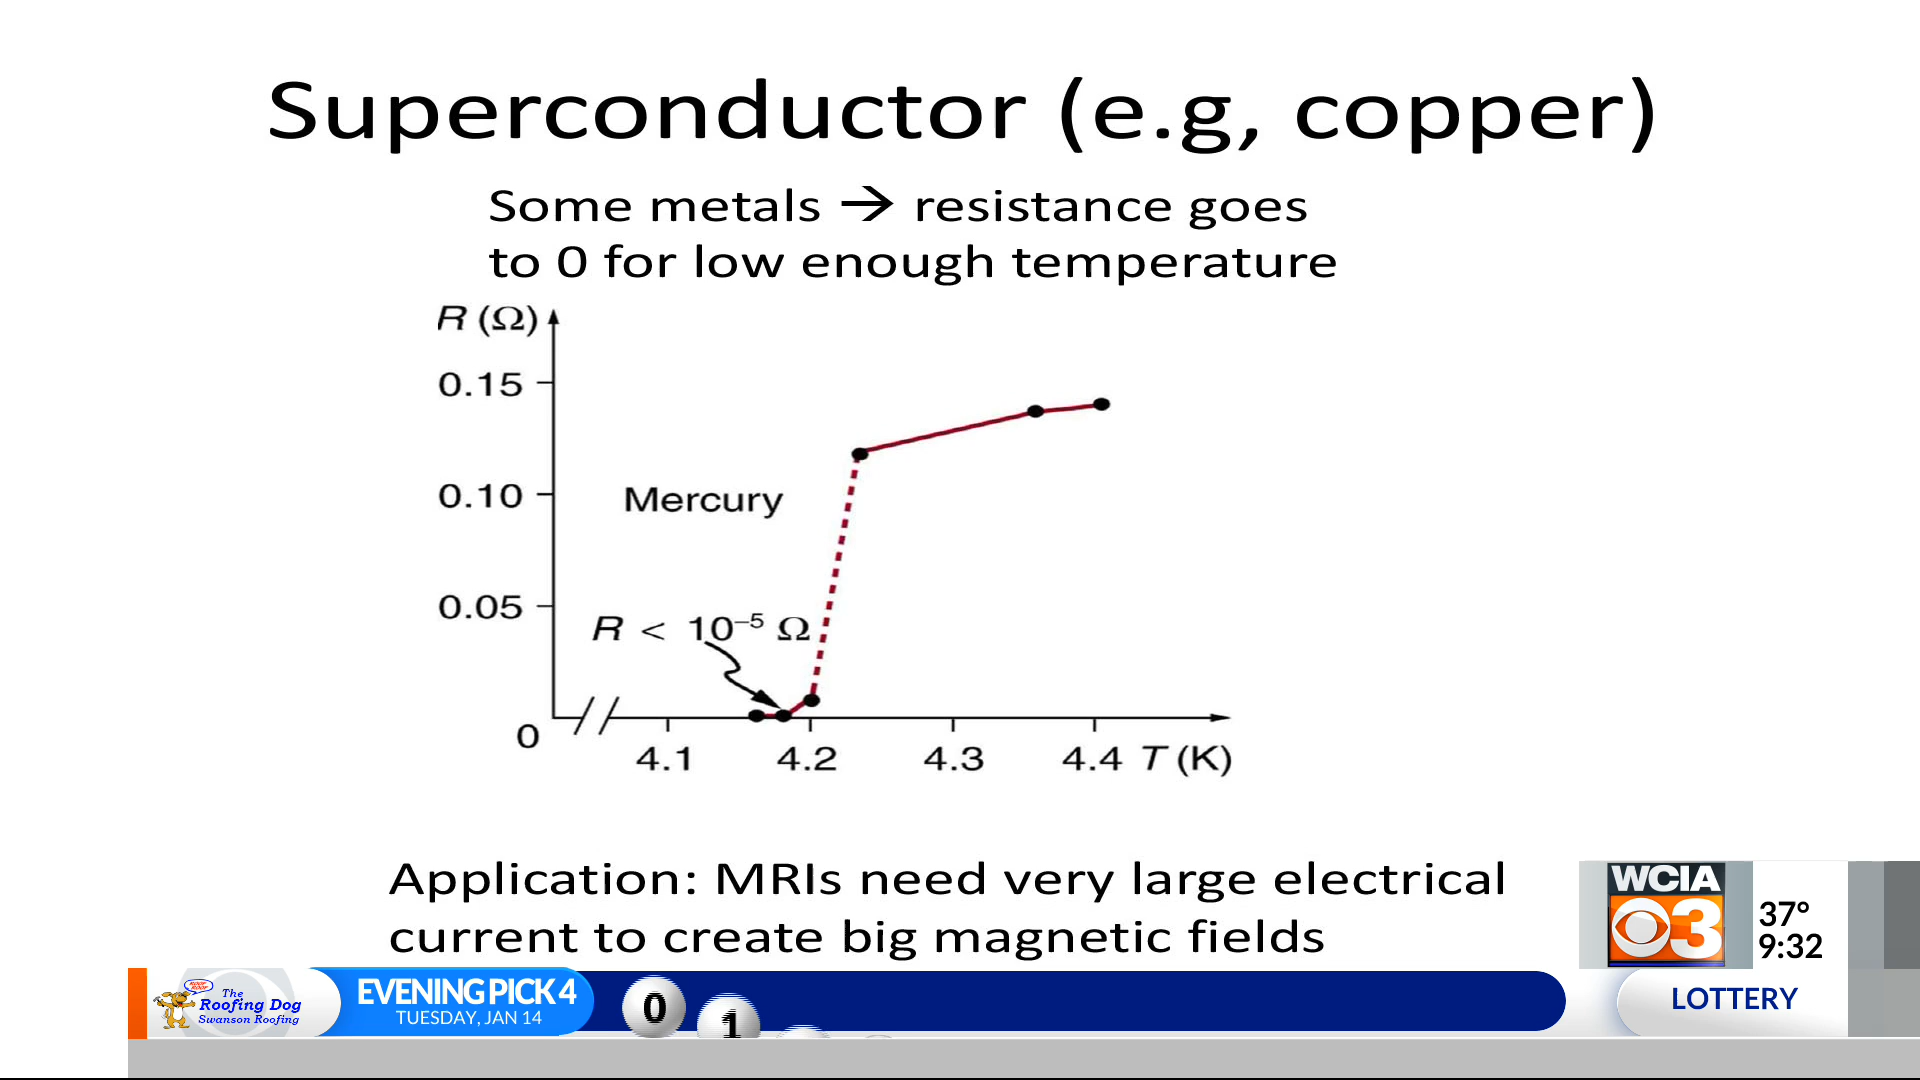 Superconductor (e.g, copper)
Some metals → resistance goes
to 0 for low enough temperature
R (Ω)
0.15
0.10
Mercury
0.05
R < 10⁻⁵ Ω
0
4.1 4.2 4.3 4.4 T (K)
Application: MRIs need very large electrical
current to create big magnetic fields
WCIA
3
37°
9:32
The
Roofing Dog
Swanson Roofing
EVENING PICK 4
TUESDAY, JAN 14
0 1
LOTTERY